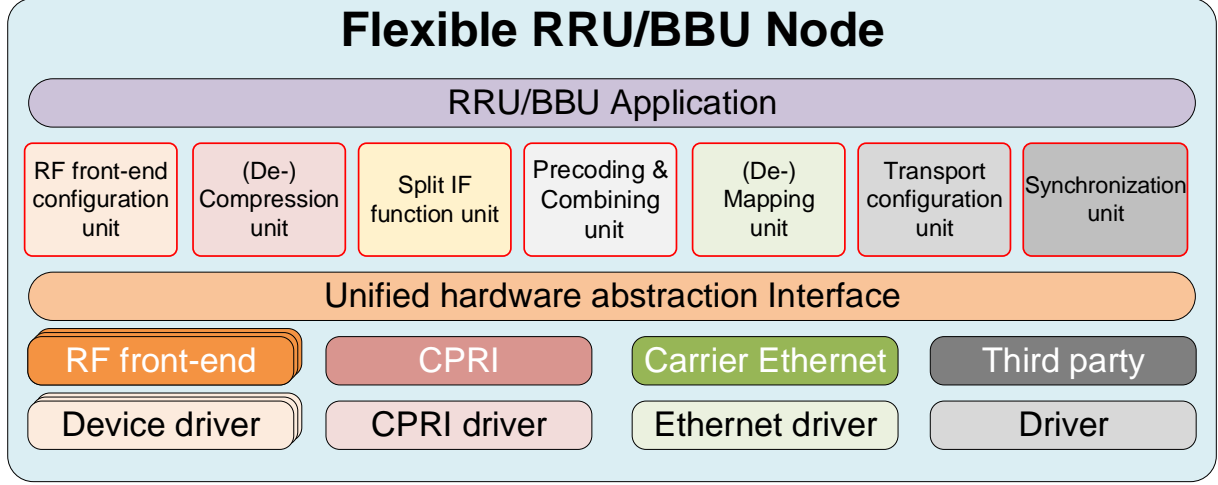 Flexible RRU/BBU Node
RRU/BBU Application
RF front-end
configuration
unit
(De-)
Compression
unit
Split IF
function unit
Precoding &
Combining
unit
(De-)
Mapping
unit
Transport
configuration
unit
Synchronization
unit
Unified hardware abstraction Interface
RF front-end
CPRI
Carrier Ethernet
Third party
Device driver
CPRI driver
Ethernet driver
Driver